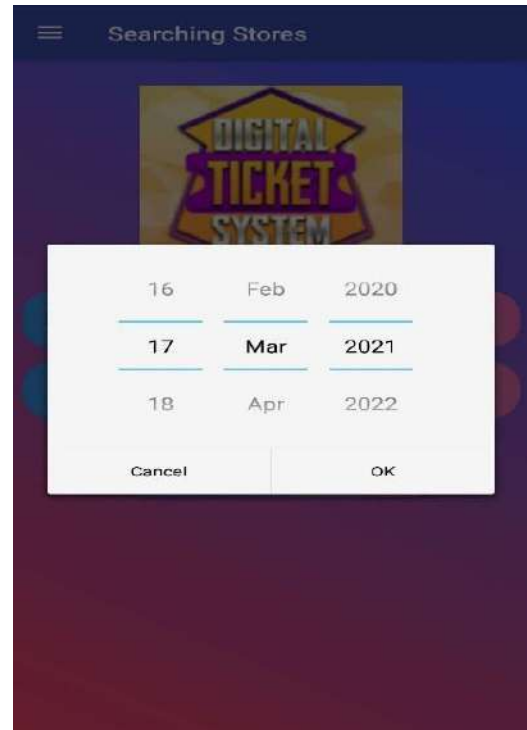 Searching Stores
DIGITAL
TICKET
SYSTEM
16 Feb 2020
17 Mar 2021
18 Apr 2022
Cancel OK